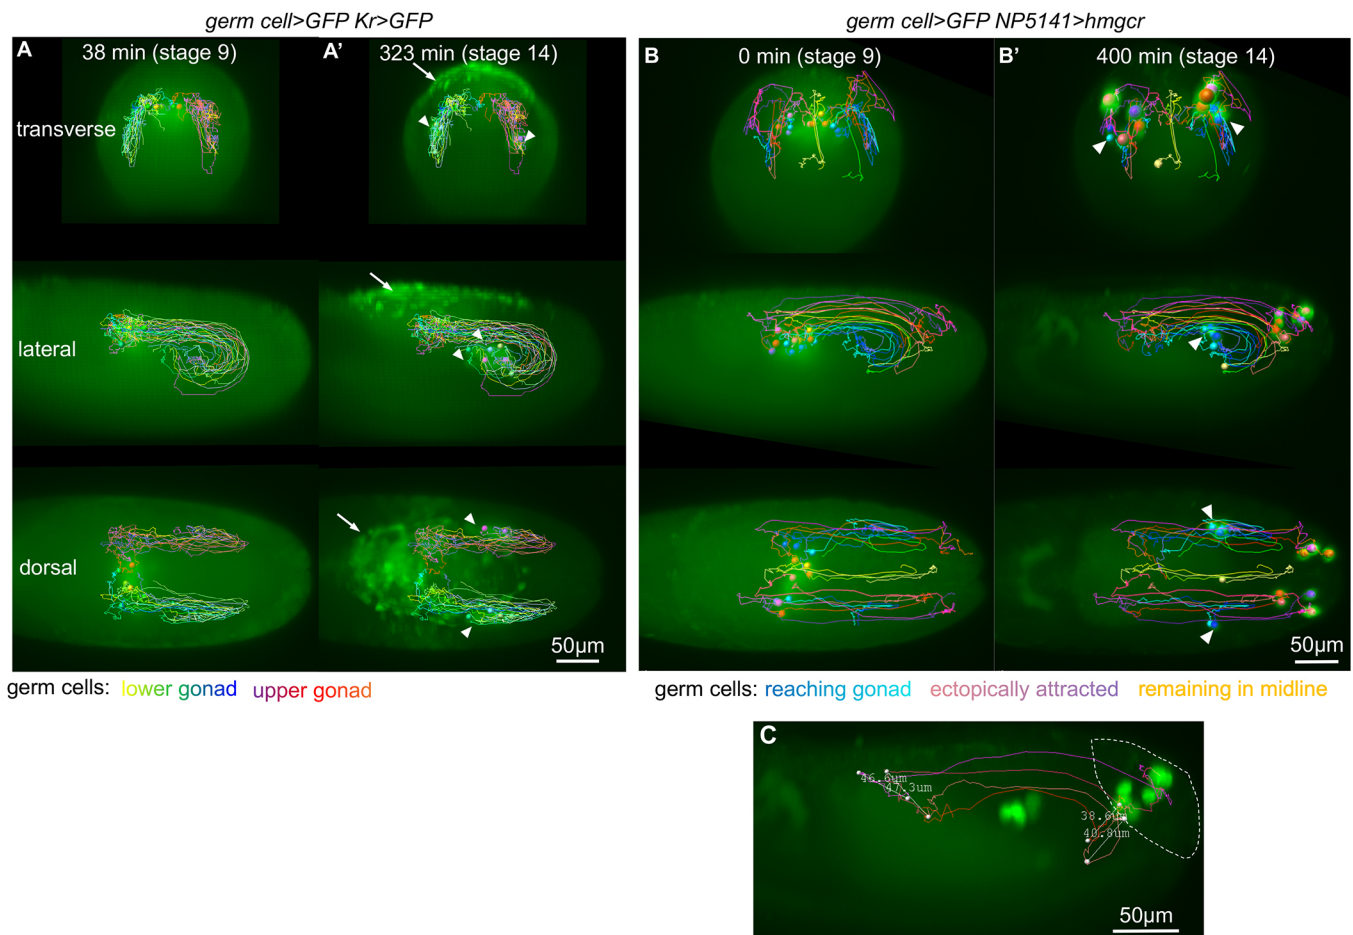 germ cell>GFP Kr>GFP
germ cell>GFP NP5141>hmgcr
A 38 min (stage 9)
A' 323 min (stage 14)
B 0 min (stage 9)
B' 400 min (stage 14)
transverse
lateral
dorsal
50µm
50µm
germ cells: lower gonad upper gonad
germ cells: reaching gonad ectopically attracted remaining in midline
C
46.6um
47.3um
38.6um
40.8um
50µm